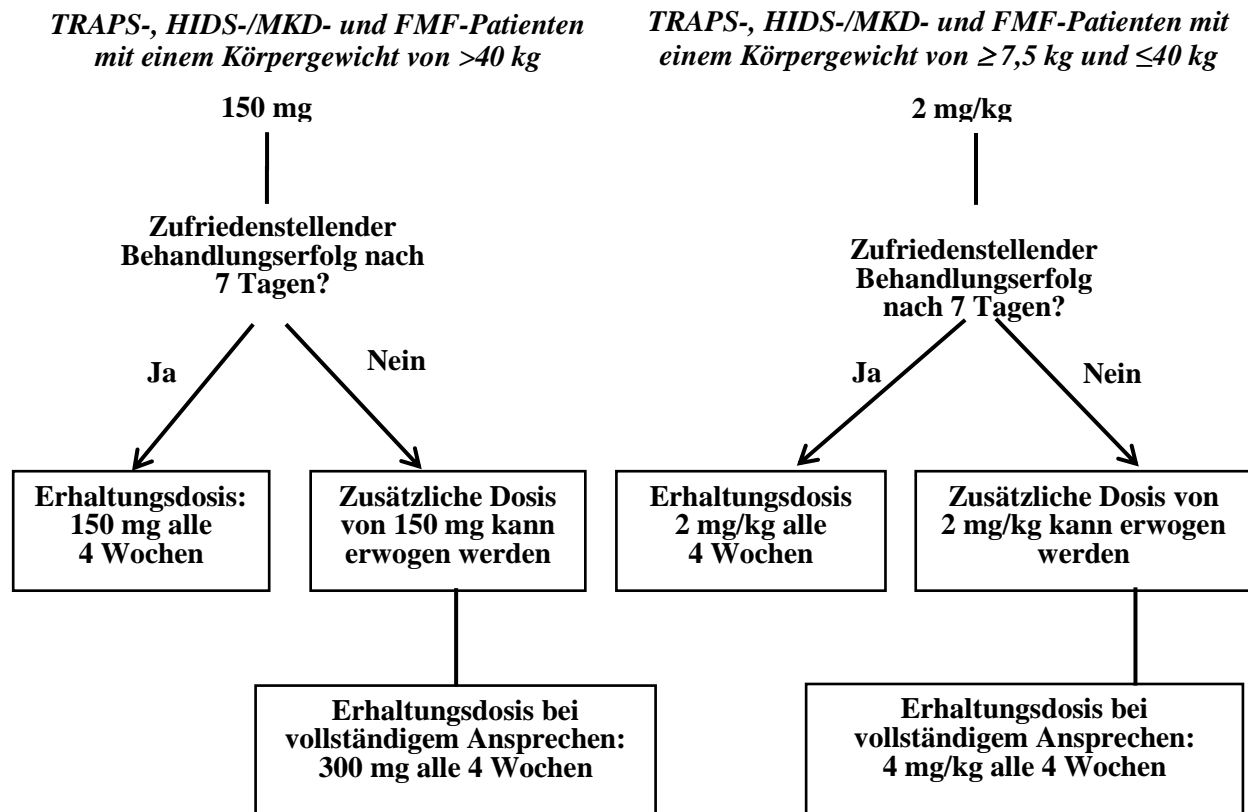 TRAPS-, HIDS-/MKD- und FMF-Patienten
mit einem Körpergewicht von >40 kg
150 mg
Zufriedenstellender
Behandlungserfolg nach
7 Tagen?
Ja
Nein
Erhaltungsdosis:
150 mg alle
4 Wochen
Zusätzliche Dosis
von 150 mg kann
erwogen werden
Erhaltungsdosis bei
vollständigem Ansprechen:
300 mg alle 4 Wochen
TRAPS-, HIDS-/MKD- und FMF-Patienten mit
einem Körpergewicht von ≥ 7,5 kg und ≤40 kg
2 mg/kg
Zufriedenstellender
Behandlungserfolg
nach 7 Tagen?
Ja
Nein
Erhaltungsdosis
2 mg/kg alle
4 Wochen
Zusätzliche Dosis von
2 mg/kg kann erwogen
werden
Erhaltungsdosis bei
vollständigem Ansprechen:
4 mg/kg alle 4 Wochen